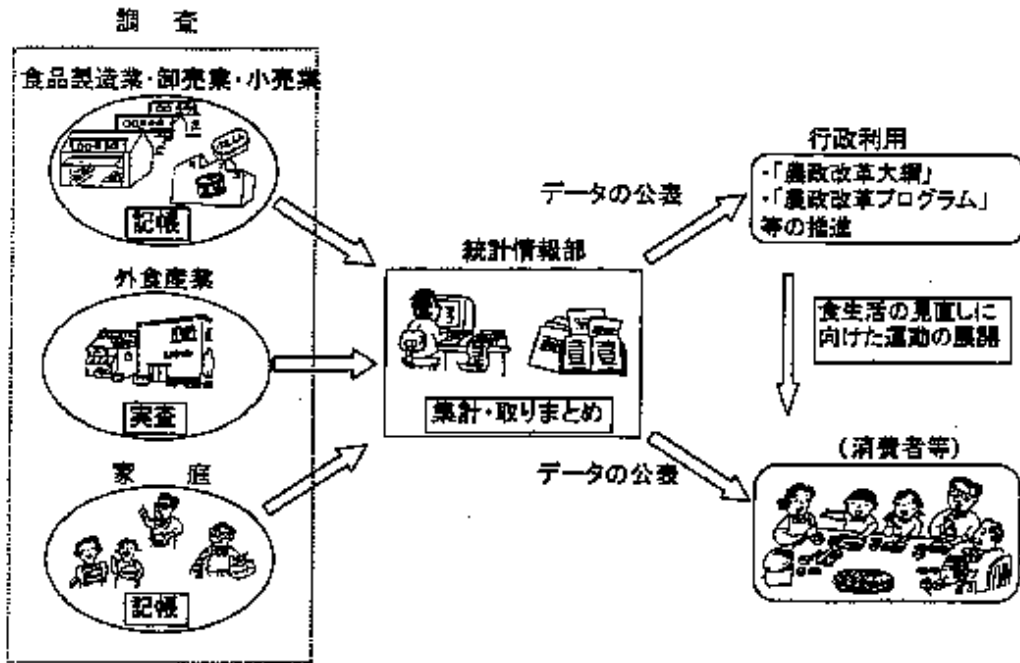 調 査
食品製造業・卸売業・小売業
記帳
外食産業
実査
家 庭
記帳
統計情報部
集計・取りまとめ
データの公表
データの公表
行政利用
・「農政改革大綱」
・「農政改革プログラム」
等の推進
食生活の見直しに
向けた運動の展開
(消費者等)